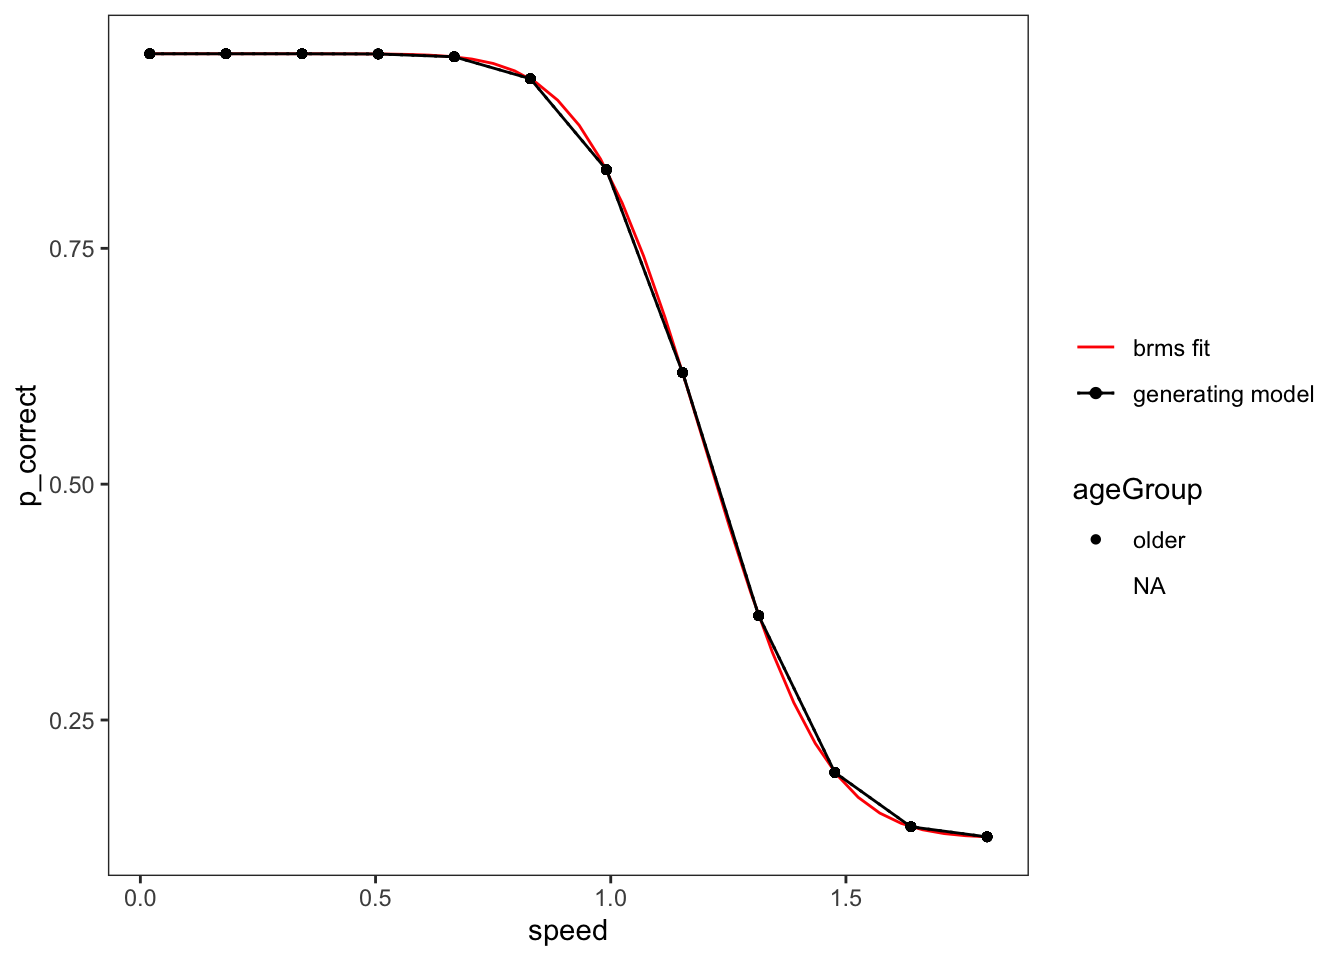 p_correct
0.75
0.50
0.25
0.0
0.5
1.0
1.5
speed
brms fit
generating model
ageGroup
older
NA